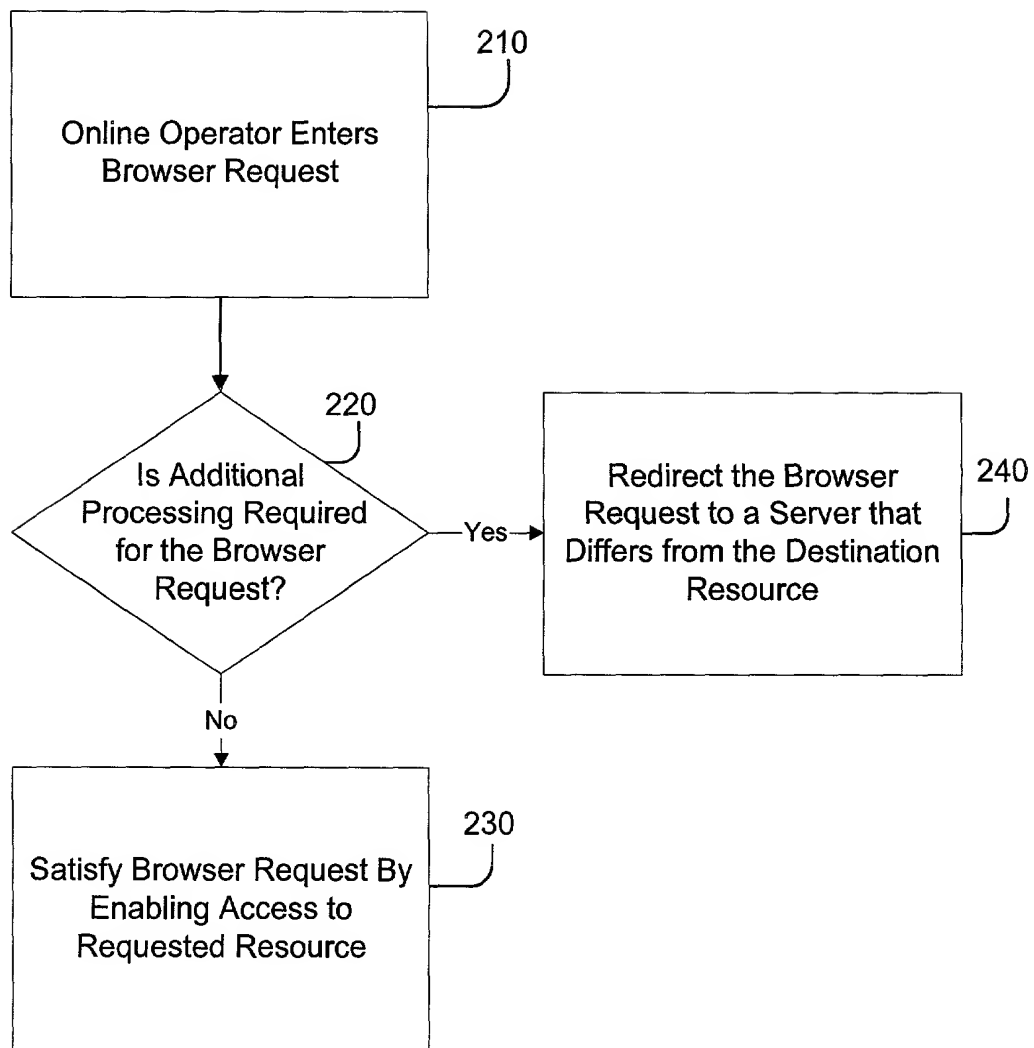 210
Online Operator Enters
Browser Request
220
Is Additional
Processing Required
for the Browser
Request?
Yes
Redirect the Browser
Request to a Server that
Differs from the Destination
Resource
240
No
230
Satisfy Browser Request By
Enabling Access to
Requested Resource